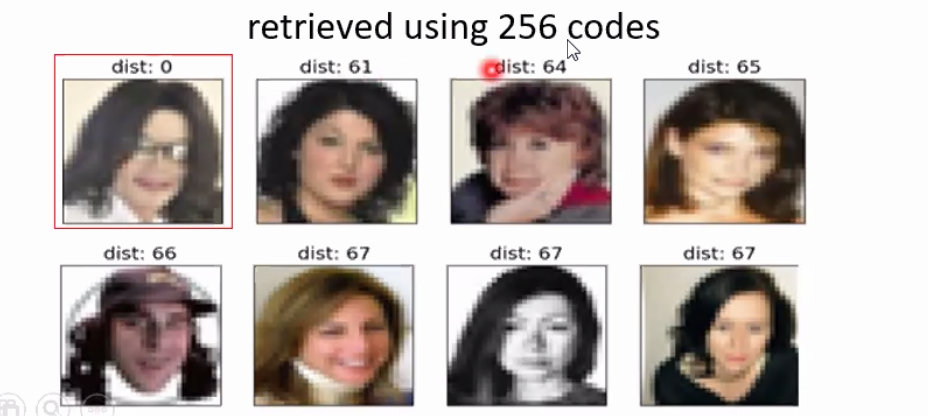 retrieved using 256 codes
dist: 0 dist: 61 dist: 64 dist: 65
dist: 66 dist: 67 dist: 67 dist: 67